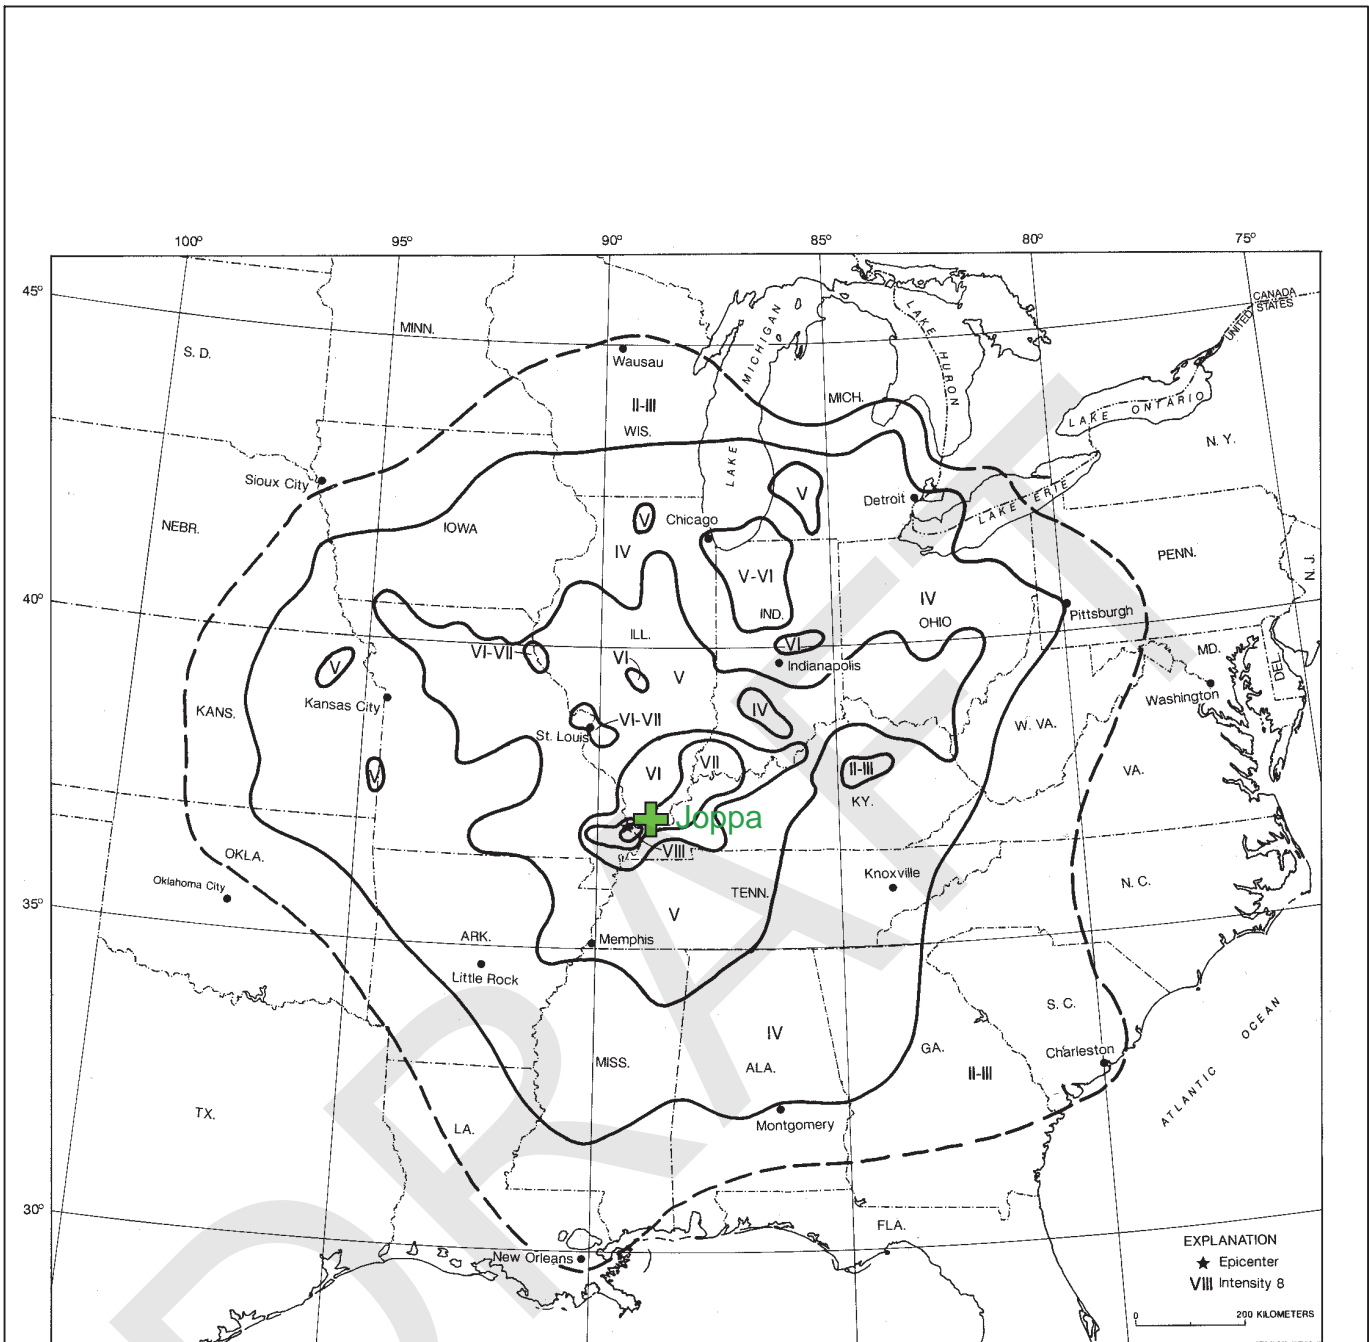 100° 95° 90° 85° 80° 75°
45°
CANADA
UNITED STATES
MINN.
S. D.
Wausau
LAKE MICHIGAN
LAKE HURON
MICH.
II-III
WIS.
LAKE ONTARIO
N. Y.
Sioux City
V
Detroit
LAKE ERIE
NEBR.
IOWA
V
Chicago
IV
PENN.
N. J.
V-VI
40°
IV
IND.
OHIO
Pittsburgh
ILL.
VI-VII
VI
VI
Indianapolis
MD.
DEL.
V
V
Kansas City
Washington
KANS.
IV
VI-VII
St. Louis
W. VA.
VI
VII
V
II-III
VA.
KY.
Joppa
VIII
OKLA.
Oklahoma City
Knoxville
N. C.
TENN.
35°
V
ARK.
Memphis
Little Rock
S. C.
OCEAN
IV
MISS.
ALA.
GA.
Charleston
II-III
ATLANTIC
TX.
LA.
Montgomery
30°
FLA.
New Orleans
EXPLANATION
Epicenter
VIII Intensity 8
0 200 KILOMETERS
DRAFT